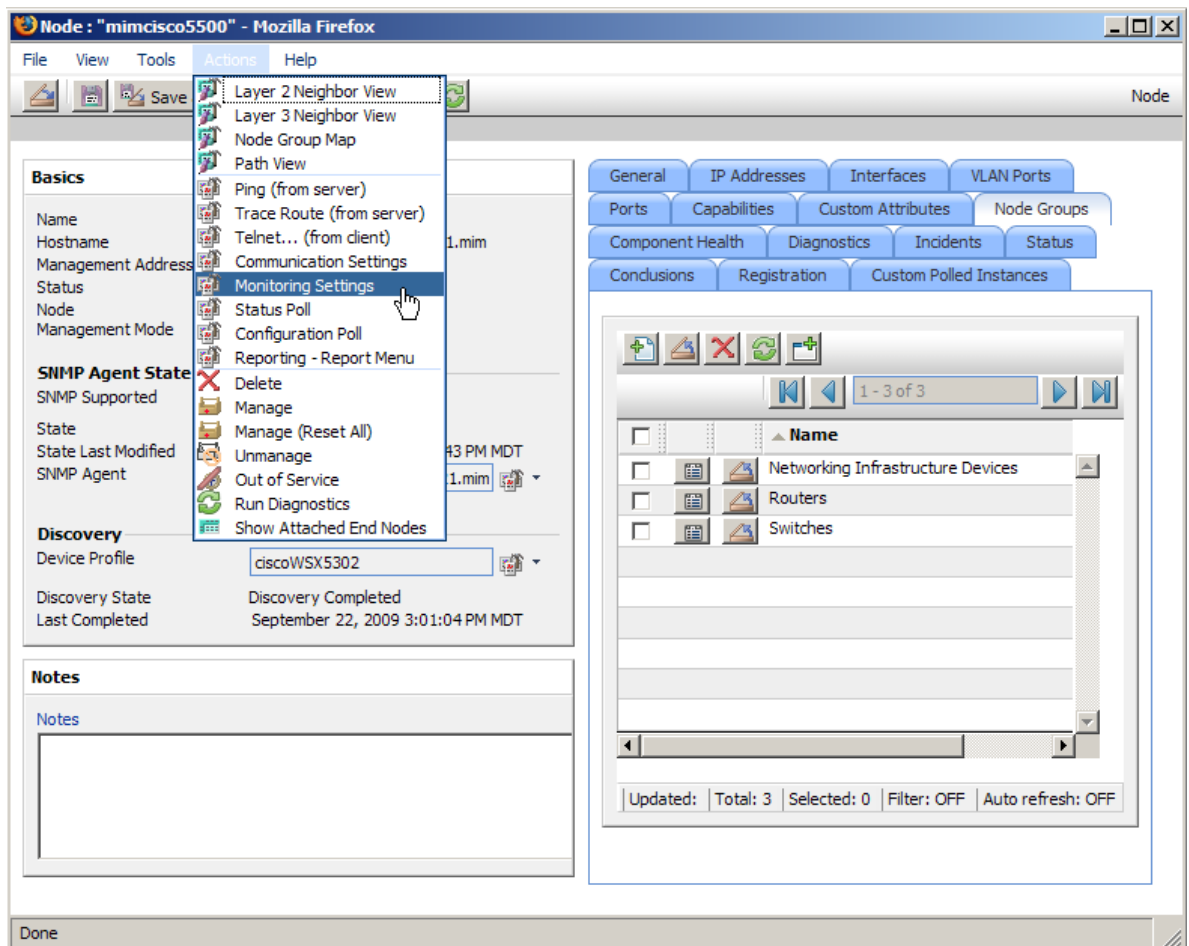 Node : "mimcisco5500" - Mozilla Firefox
File View Tools Actions Help
Save
Node
Layer 2 Neighbor View
Layer 3 Neighbor View
Node Group Map
Path View
Ping (from server)
Trace Route (from server)
Telnet... (from client)
Communication Settings
Monitoring Settings
Status Poll
Configuration Poll
Reporting - Report Menu
Delete
Manage
Manage (Reset All)
Unmanage
Out of Service
Run Diagnostics
Show Attached End Nodes
Basics
Name
Hostname 1.mim
Management Address
Status
Node
Management Mode
SNMP Agent State
SNMP Supported
State
State Last Modified 43 PM MDT
SNMP Agent 1.mim
Discovery
Device Profile ciscoWSX5302
Discovery State Discovery Completed
Last Completed September 22, 2009 3:01:04 PM MDT
Notes
Notes
General IP Addresses Interfaces VLAN Ports
Ports Capabilities Custom Attributes Node Groups
Component Health Diagnostics Incidents Status
Conclusions Registration Custom Polled Instances
1 - 3 of 3
Name
Networking Infrastructure Devices
Routers
Switches
Updated: Total: 3 Selected: 0 Filter: OFF Auto refresh: OFF
Done